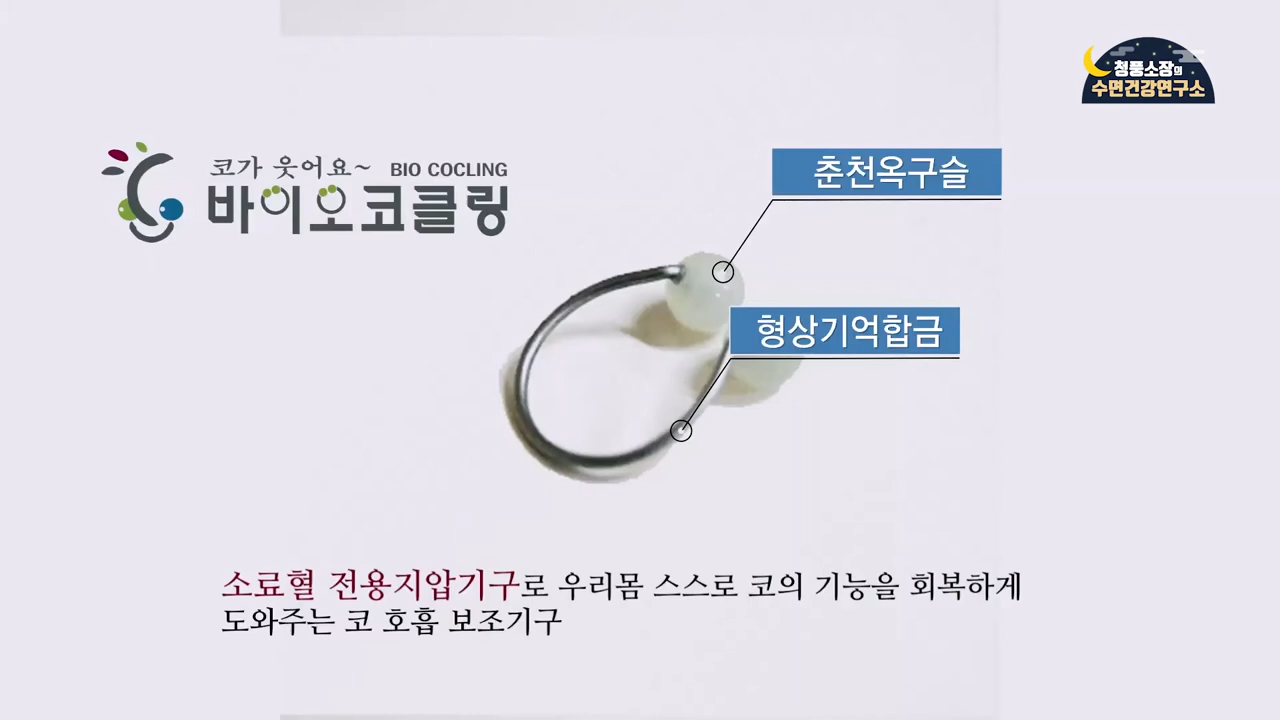 청풍소장의
수면건강연구소
코가 웃어요~ BIO COCLING
바이오코클링
춘천옥구슬
형상기억합금
소료혈 전용지압기구로 우리몸 스스로 코의 기능을 회복하게
도와주는 코 호흡 보조기구